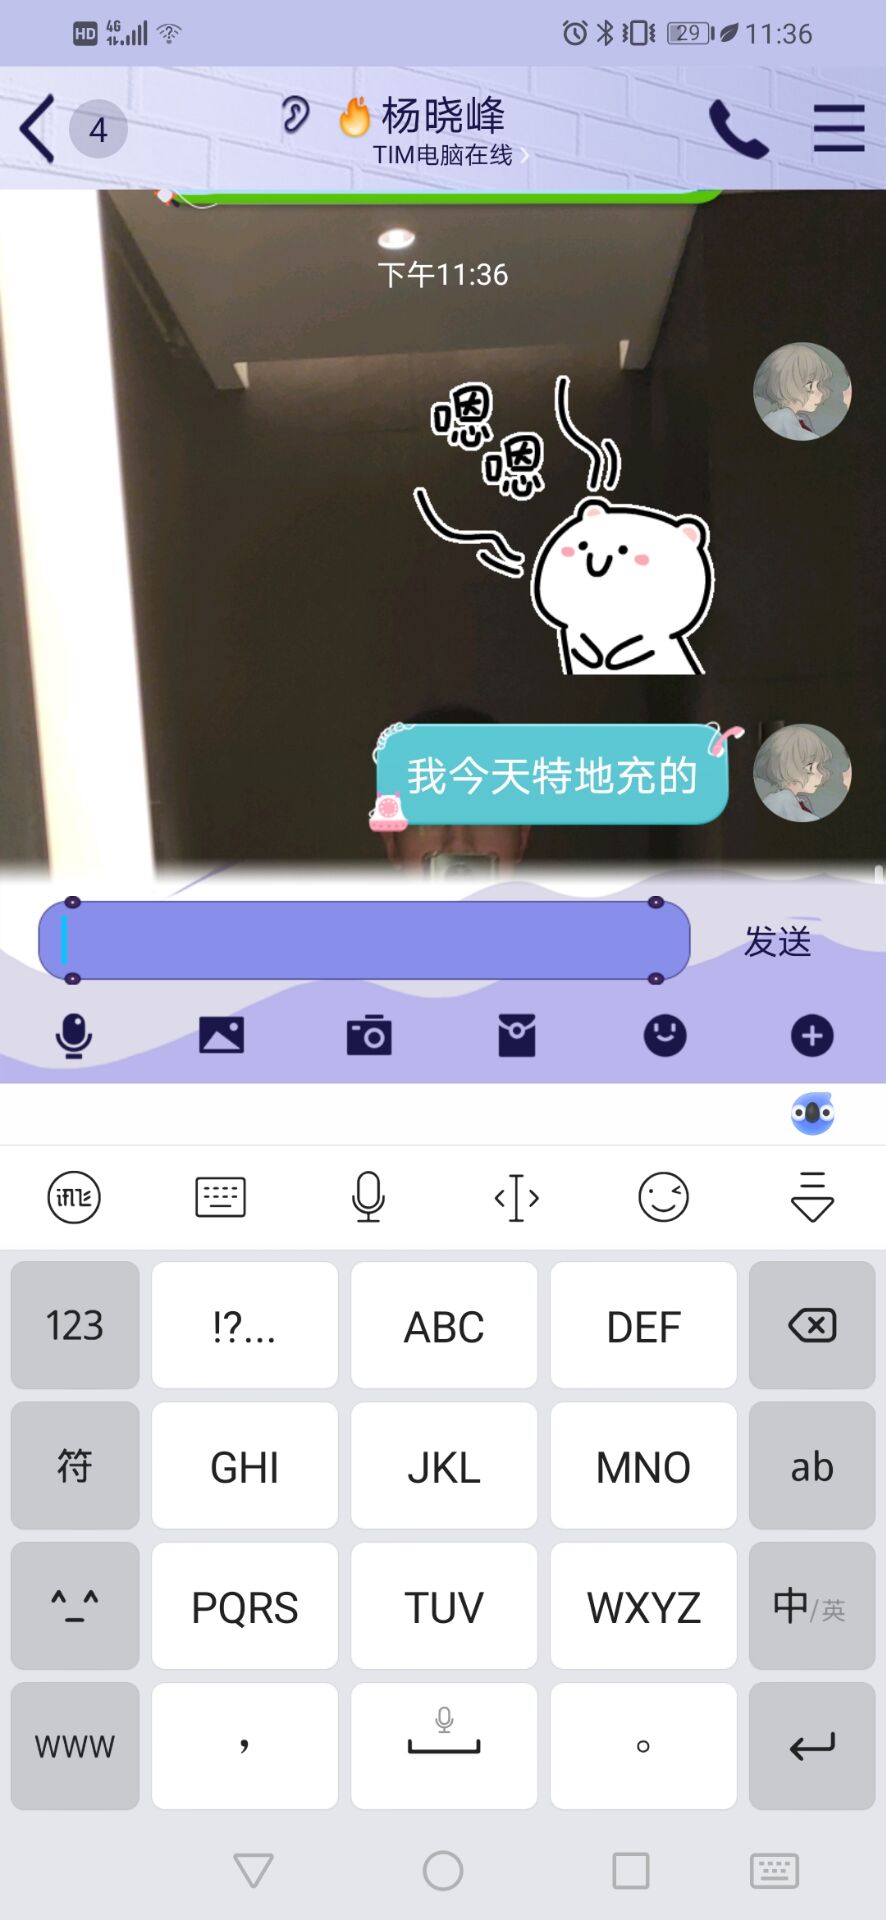 HD 4G 29 11:36
4 杨晓峰
TIM电脑在线
下午11:36
嗯
嗯
我今天特地充的
发送
讯飞
123 !?... ABC DEF
符 GHI JKL MNO ab
^_^ PQRS TUV WXYZ 中/英
www , 。